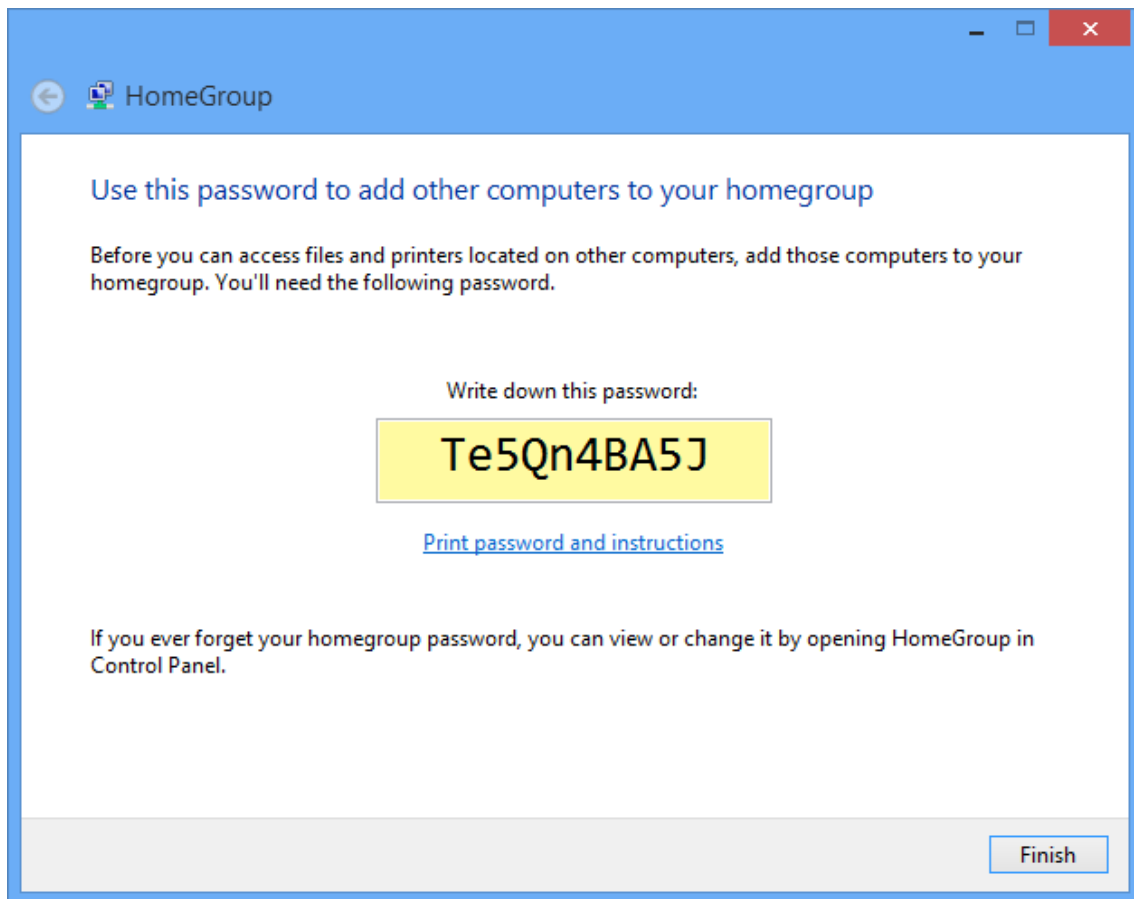 HomeGroup
Use this password to add other computers to your homegroup
Before you can access files and printers located on other computers, add those computers to your
homegroup. You'll need the following password.
Write down this password:
Te5Qn4BA5J
Print password and instructions
If you ever forget your homegroup password, you can view or change it by opening HomeGroup in
Control Panel.
Finish